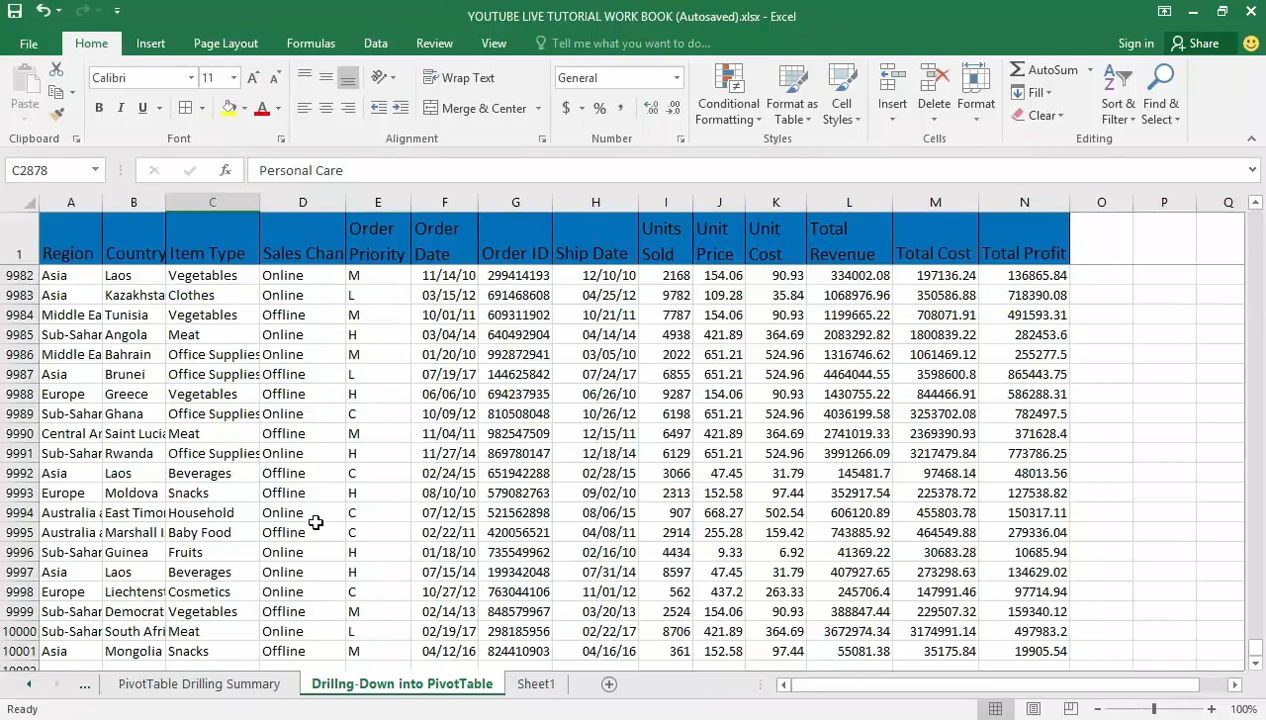 YOUTUBE LIVE TUTORIAL WORK BOOK (Autosaved).xlsx - Excel
File Home Insert Page Layout Formulas Data Review View Tell me what you want to do... Sign in Share
Paste Calibri 11 Wrap Text General AutoSum
B I U Merge & Center $ % , Conditional Formatting Format as Table Cell Styles Insert Delete Format Fill Clear Sort & Filter Find & Select
Clipboard Font Alignment Number Styles Cells Editing
C2878 fx Personal Care
A B C D E F G H I J K L M N O P Q
1 Region Country Item Type Sales Chan Order Priority Order Date Order ID Ship Date Units Sold Unit Price Unit Cost Total Revenue Total Cost Total Profit
9982 Asia Laos Vegetables Online M 11/14/10 299414193 12/10/10 2168 154.06 90.93 334002.08 197136.24 136865.84
9983 Asia Kazakhsta Clothes Online L 03/15/12 691468608 04/25/12 9782 109.28 35.84 1068976.96 350586.88 718390.08
9984 Middle Ea Tunisia Vegetables Offline M 10/01/11 609311902 10/21/11 7787 154.06 90.93 1199665.22 708071.91 491593.31
9985 Sub-Sahar Angola Meat Online H 03/04/14 640492904 04/14/14 4938 421.89 364.69 2083292.82 1800839.22 282453.6
9986 Middle Ea Bahrain Office Supplies Online M 01/20/10 992872941 03/05/10 2022 651.21 524.96 1316746.62 1061469.12 255277.5
9987 Asia Brunei Office Supplies Offline L 07/19/17 144625842 07/24/17 6855 651.21 524.96 4464044.55 3598600.8 865443.75
9988 Europe Greece Vegetables Offline H 06/06/10 694237935 06/26/10 9287 154.06 90.93 1430755.22 844466.91 586288.31
9989 Sub-Sahar Ghana Office Supplies Online C 10/09/12 810508048 10/26/12 6198 651.21 524.96 4036199.58 3253702.08 782497.5
9990 Central Ar Saint Lucia Meat Offline M 11/04/11 982547509 12/15/11 6497 421.89 364.69 2741019.33 2369390.93 371628.4
9991 Sub-Sahar Rwanda Office Supplies Online H 11/27/14 869780147 12/18/14 6129 651.21 524.96 3991266.09 3217479.84 773786.25
9992 Asia Laos Beverages Offline C 02/24/15 651942288 02/28/15 3066 47.45 31.79 145481.7 97468.14 48013.56
9993 Europe Moldova Snacks Offline H 08/10/10 579082763 09/02/10 2313 152.58 97.44 352917.54 225378.72 127538.82
9994 Australia a East Timor Household Online C 07/12/15 521562898 08/06/15 907 668.27 502.54 606120.89 455803.78 150317.11
9995 Australia a Marshall I Baby Food Offline C 02/22/11 420056521 04/08/11 2914 255.28 159.42 743885.92 464549.88 279336.04
9996 Sub-Sahar Guinea Fruits Online H 01/18/10 735549962 02/16/10 4434 9.33 6.92 41369.22 30683.28 10685.94
9997 Asia Laos Beverages Online H 07/15/14 199342048 07/31/14 8597 47.45 31.79 407927.65 273298.63 134629.02
9998 Europe Liechtenst Cosmetics Online C 10/27/12 763044106 11/01/12 562 437.2 263.33 245706.4 147991.46 97714.94
9999 Sub-Sahar Democrat Vegetables Offline M 02/14/13 848579967 03/20/13 2524 154.06 90.93 388847.44 229507.32 159340.12
10000 Sub-Sahar South Afri Meat Online L 02/19/17 298185956 02/22/17 8706 421.89 364.69 3672974.34 3174991.14 497983.2
10001 Asia Mongolia Snacks Offline M 04/12/16 824410903 04/16/16 361 152.58 97.44 55081.38 35175.84 19905.54
... PivotTable Drilling Summary Drillng-Down into PivotTable Sheet1
Ready 100%